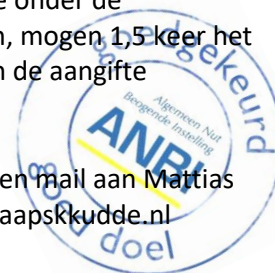 e onder de
n, mogen 1,5 keer het
n de aangifte
en mail aan Mattias
aapskkudde.nl
goedgekeurd
Algemeen Nut
Beogende Instelling
ANBI
goed doel